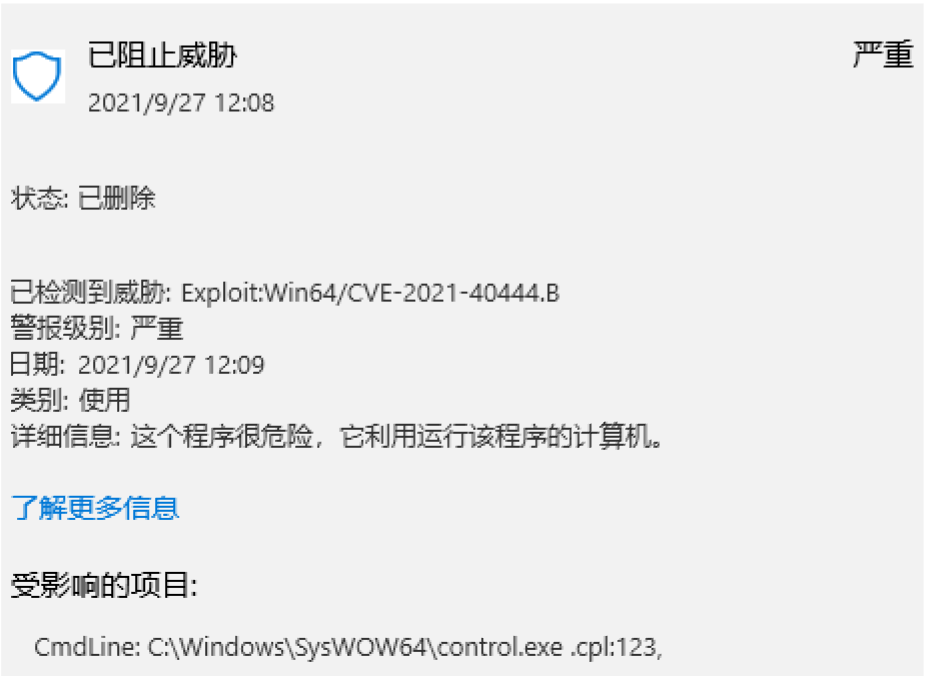 已阻止威胁
严重
2021/9/27 12:08
状态: 已删除
已检测到威胁: Exploit:Win64/CVE-2021-40444.B
警报级别: 严重
日期: 2021/9/27 12:09
类别: 使用
详细信息: 这个程序很危险，它利用运行该程序的计算机。
了解更多信息
受影响的项目:
CmdLine: C:\Windows\SysWOW64\control.exe .cpl:123,